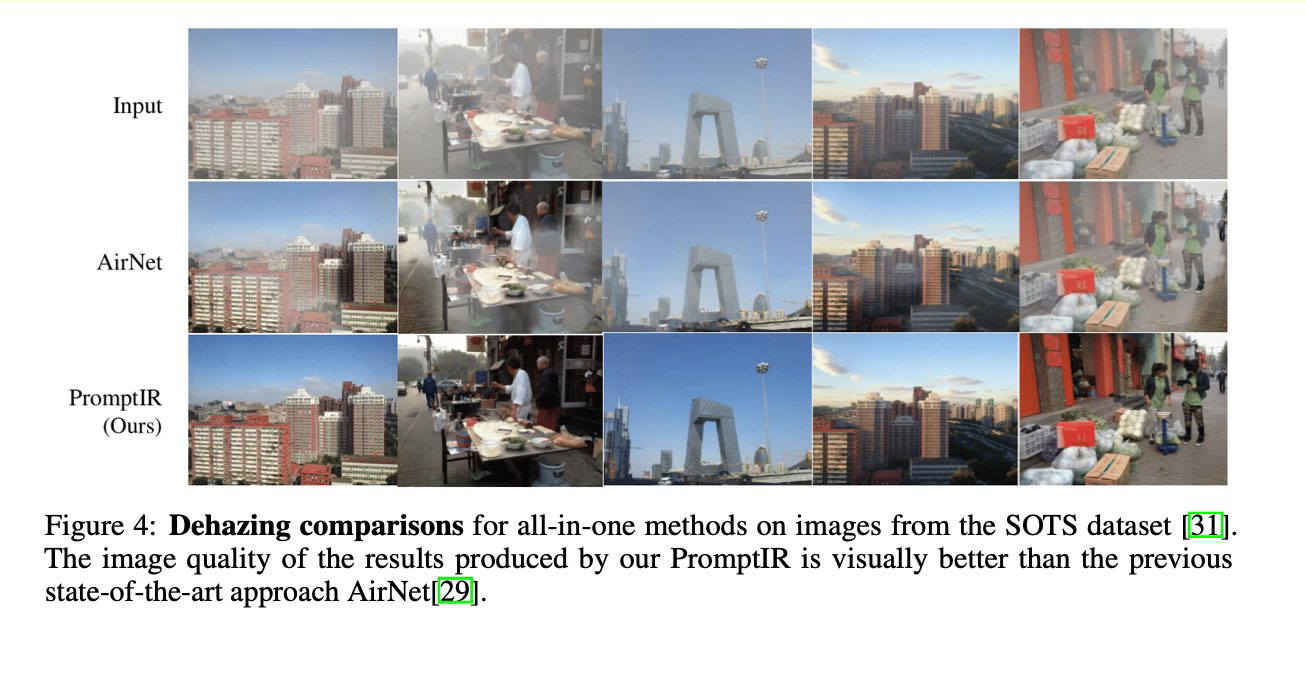 Input
AirNet
PromptIR
(Ours)
Figure 4: Dehazing comparisons for all-in-one methods on images from the SOTS dataset [31].
The image quality of the results produced by our PromptIR is visually better than the previous
state-of-the-art approach AirNet[29].